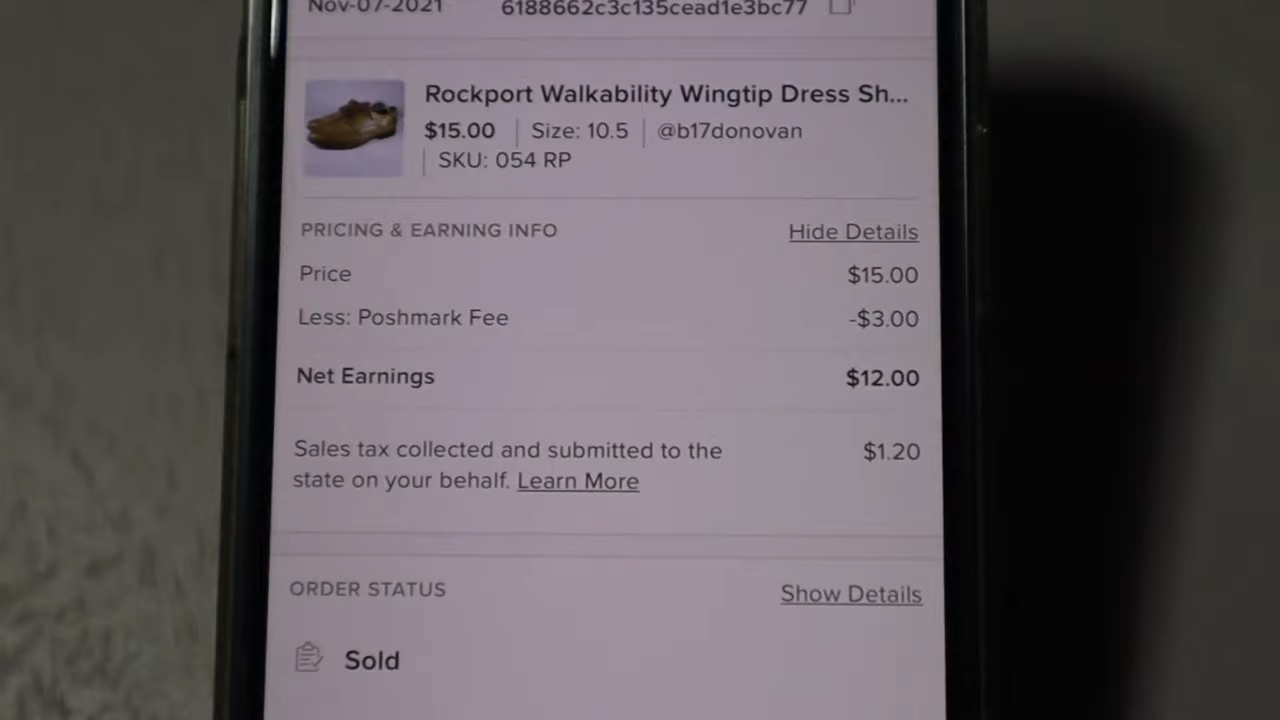 Nov-07-2021 6188662c3c135cead1e3bc77
Rockport Walkability Wingtip Dress Sh...
$15.00 | Size: 10.5 | @b17donovan
| SKU: 054 RP
PRICING & EARNING INFO Hide Details
Price $15.00
Less: Poshmark Fee -$3.00
Net Earnings $12.00
Sales tax collected and submitted to the $1.20
state on your behalf. Learn More
ORDER STATUS Show Details
Sold